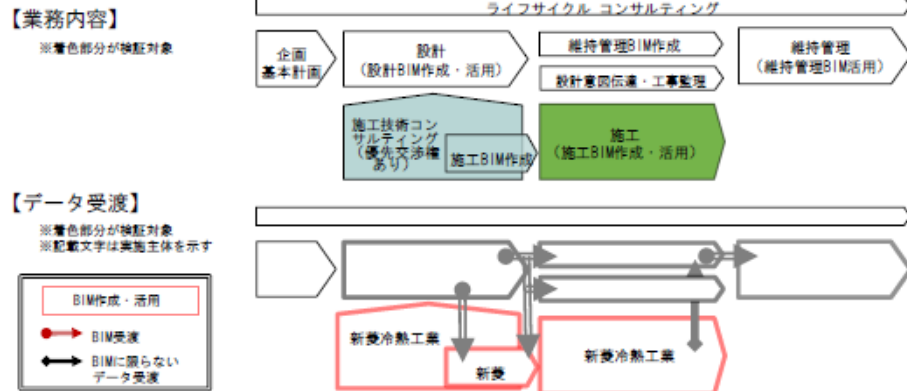 ライフサイクル コンサルティング
【業務内容】
※着色部分が検証対象
企画
基本計画
設計
(設計BIM作成・活用)
維持管理BIM作成
設計意図伝達・工事監理
維持管理
(維持管理BIM活用)
施工技術コン
サルティング
(優先交渉権
あり)
施工BIM作成
施工
(施工BIM作成・活用)
【データ受渡】
※着色部分が検証対象
※記載文字は実施主体を示す
BIM作成・活用
BIM受渡
BIMに限らない
データ受渡
新菱冷熱工業
新菱
新菱冷熱工業